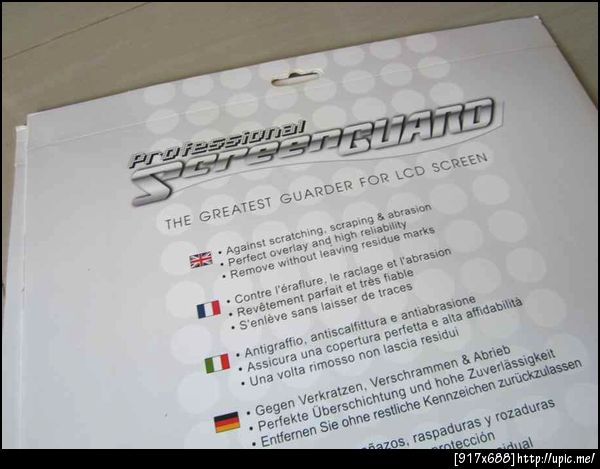 Professional
ScreenGUARD
THE GREATEST GUARDER FOR LCD SCREEN
• Against scratching, scraping & abrasion
• Perfect overlay and high reliability
• Remove without leaving residue marks
• Contre l'éraflure, le raclage et l'abrasion
• Revêtement parfait et très fiable
• S'enlève sans laisser de traces
• Antigraffio, antiscalfittura e antiabrasione
• Assicura una copertura perfetta e alta affidabilità
• Una volta rimosso non lascia residui
• Gegen Verkratzen, Verschrammen & Abrieb
• Perfekte Überschichtung und hohe Zuverlässigkeit
• Entfernen Sie ohne restliche Kennzeichen zurückzulassen
raspaduras y rozaduras
protección
[917x688]http://upic.me/